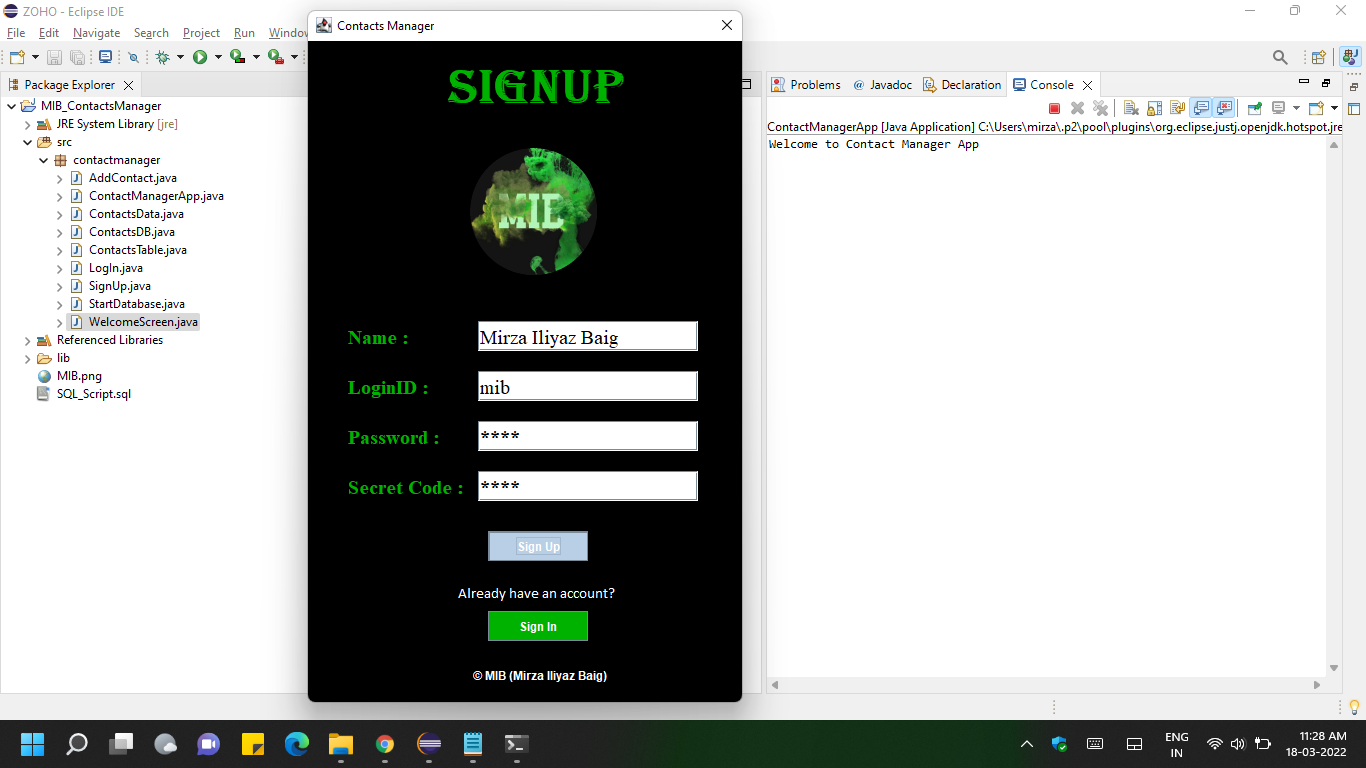 ZOHO - Eclipse IDE
File Edit Navigate Search Project Run Window
Package Explorer
MIB_ContactsManager
JRE System Library [jre]
src
contactmanager
AddContact.java
ContactManagerApp.java
ContactsData.java
ContactsDB.java
ContactsTable.java
LogIn.java
SignUp.java
StartDatabase.java
WelcomeScreen.java
Referenced Libraries
lib
MIB.png
SQL_Script.sql
Contacts Manager
SIGNUP
MIB
Name : Mirza Iliyaz Baig
LoginID : mib
Password : ****
Secret Code : ****
Sign Up
Already have an account?
Sign In
© MIB (Mirza Iliyaz Baig)
Problems @ Javadoc Declaration Console
ContactManagerApp [Java Application] C:\Users\mirza\.p2\pool\plugins\org.eclipse.justj.openjdk.hotspot.jre
Welcome to Contact Manager App
ENG
IN
11:28 AM
18-03-2022